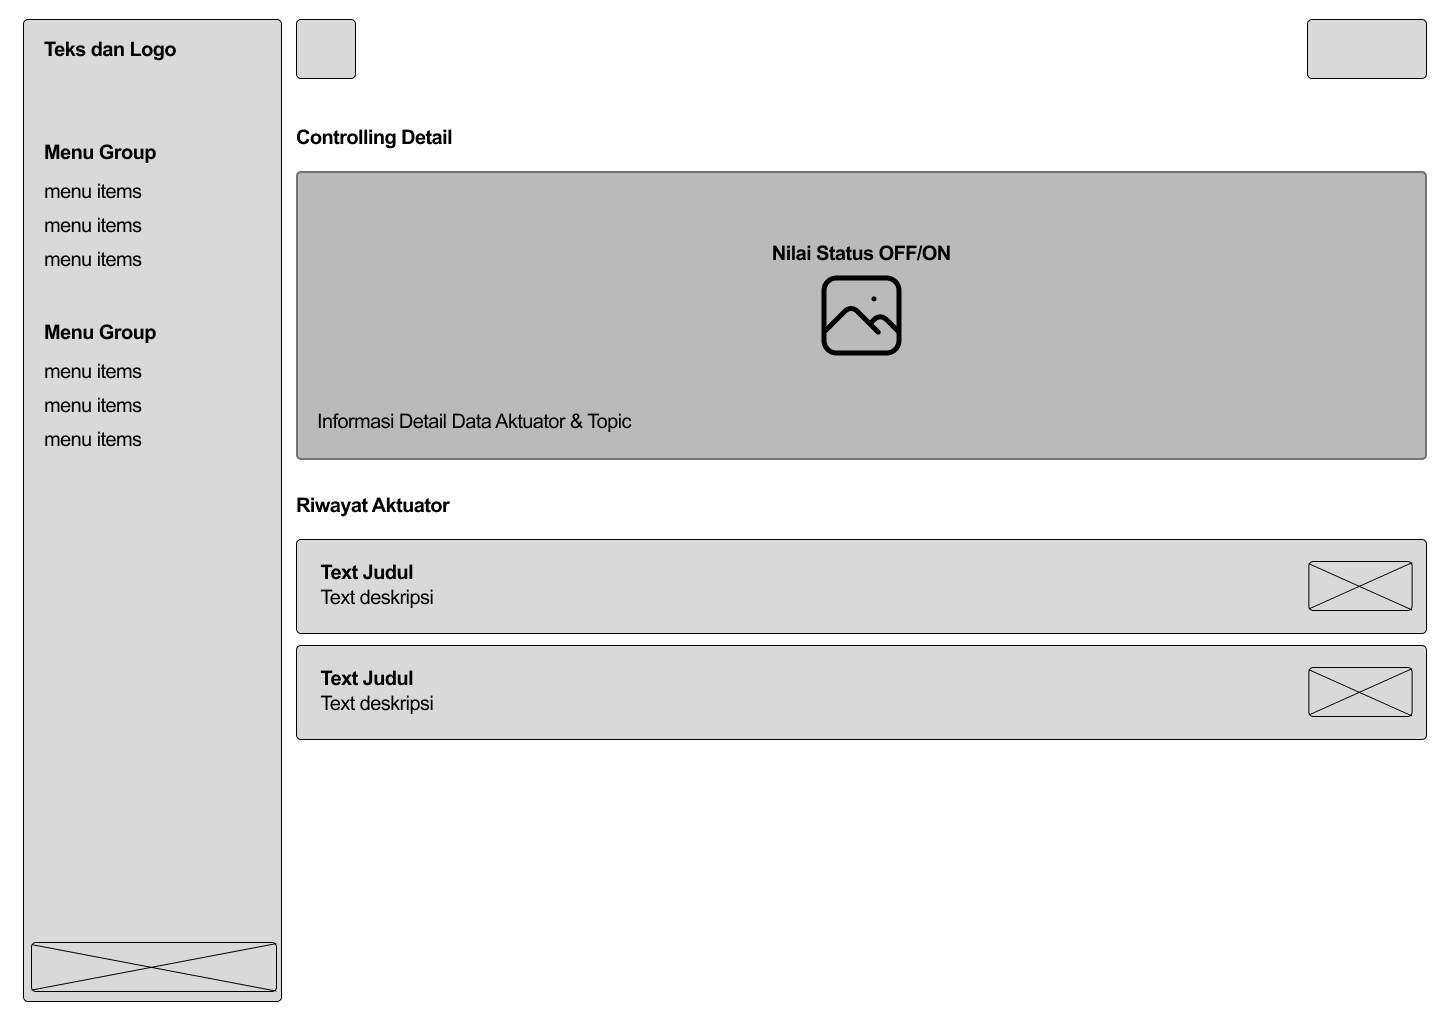 Teks dan Logo
Menu Group
menu items
menu items
menu items
Menu Group
menu items
menu items
menu items
Controlling Detail
Nilai Status OFF/ON
Informasi Detail Data Aktuator & Topic
Riwayat Aktuator
Text Judul
Text deskripsi
Text Judul
Text deskripsi